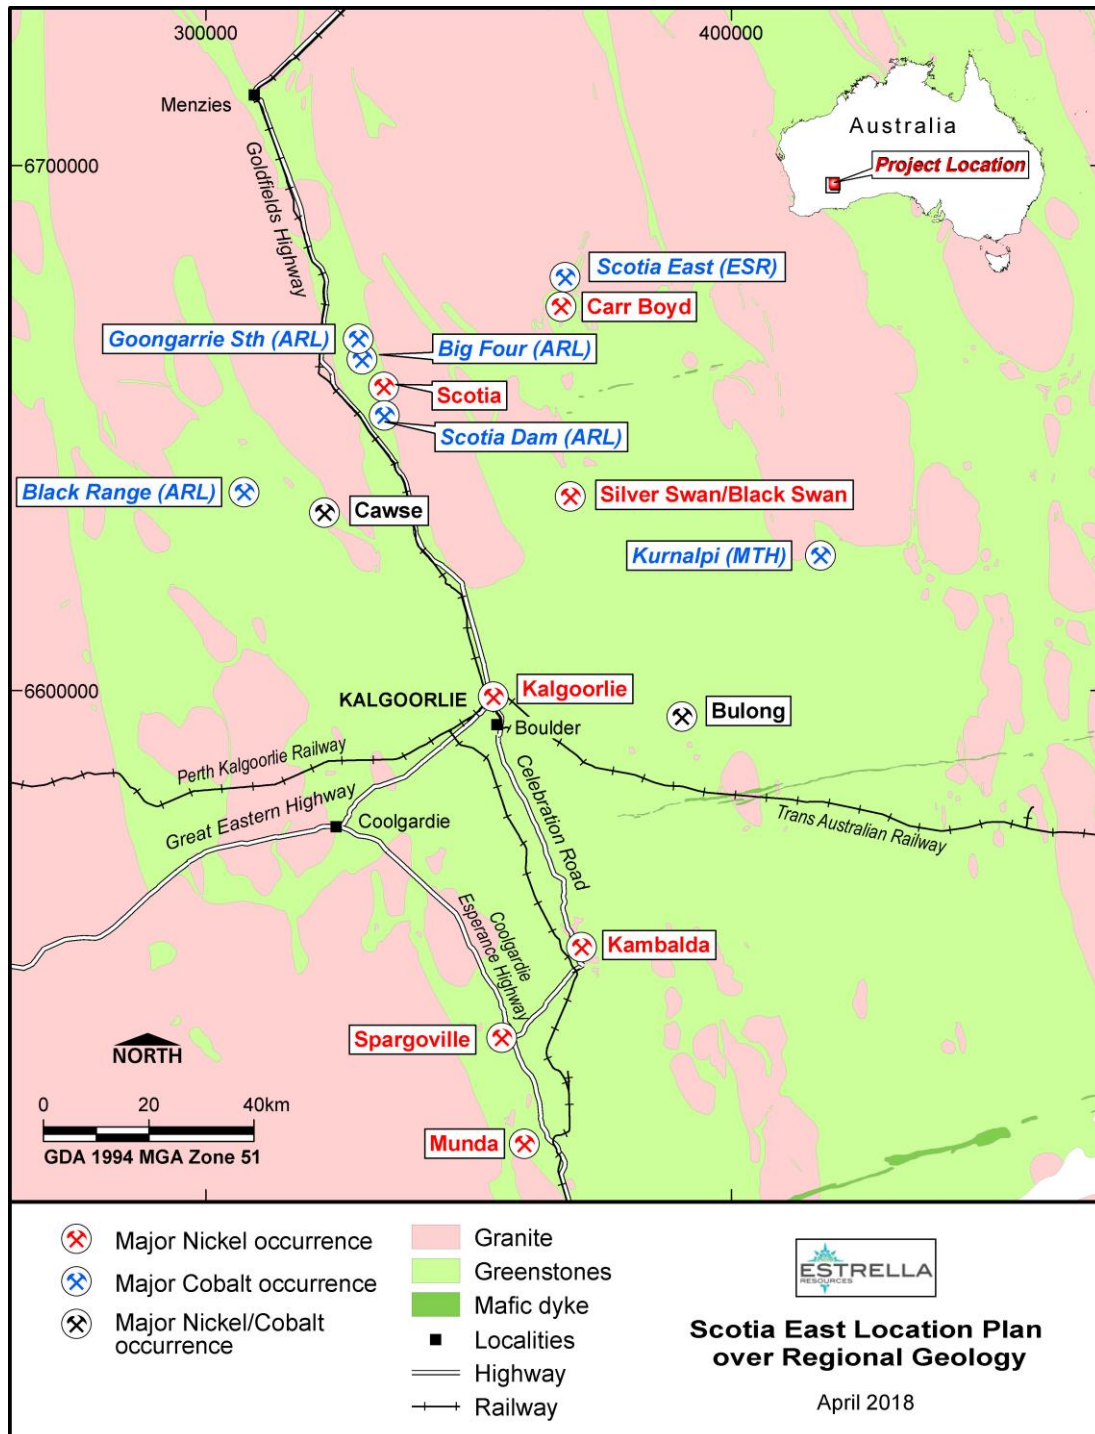 300000
400000
Menzies
Australia
Project Location
6700000
Goldfields Highway
Scotia East (ESR)
Carr Boyd
Goongarrie Sth (ARL)
Big Four (ARL)
Scotia
Scotia Dam (ARL)
Black Range (ARL)
Cawse
Silver Swan/Black Swan
Kurnalpi (MTH)
6600000
KALGOORLIE
Kalgoorlie
Bulong
Boulder
Perth Kalgoorlie Railway
Great Eastern Highway
Coolgardie
Celebration Road
Trans Australian Railway
Coolgardie
Esperance Highway
Kambalda
Spargoville
NORTH
0 20 40km
GDA 1994 MGA Zone 51
Munda
Major Nickel occurrence
Major Cobalt occurrence
Major Nickel/Cobalt
occurrence
Granite
Greenstones
Mafic dyke
Localities
Highway
Railway
ESTRELLA
RESOURCES
Scotia East Location Plan
over Regional Geology
April 2018